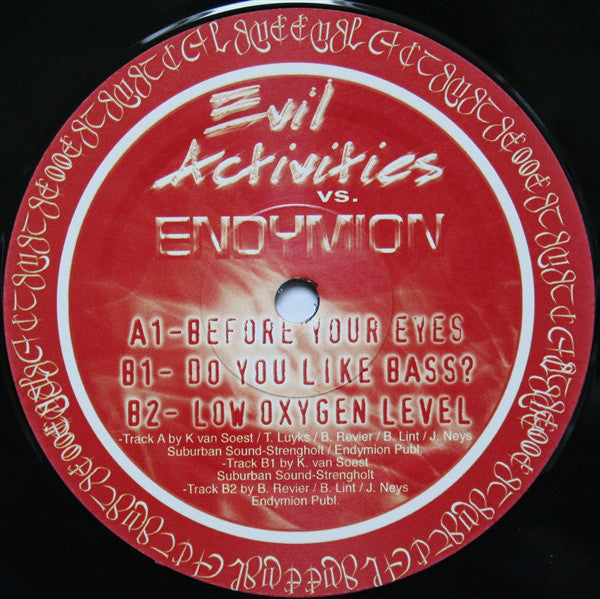 Evil
Activities
vs.
ENDYMION
A1-BEFORE YOUR EYES
B1- DO YOU LIKE BASS?
B2- LOW OXYGEN LEVEL
-Track A by K van Soest / T. Luyks / B. Revier / B. Lint / J. Neys
Suburban Sound-Strengholt / Endymion Publ.
-Track B1 by K. van Soest
Suburban Sound-Strengholt
-Track B2 by B. Revier / B. Lint / J. Neys
Endymion Publ.